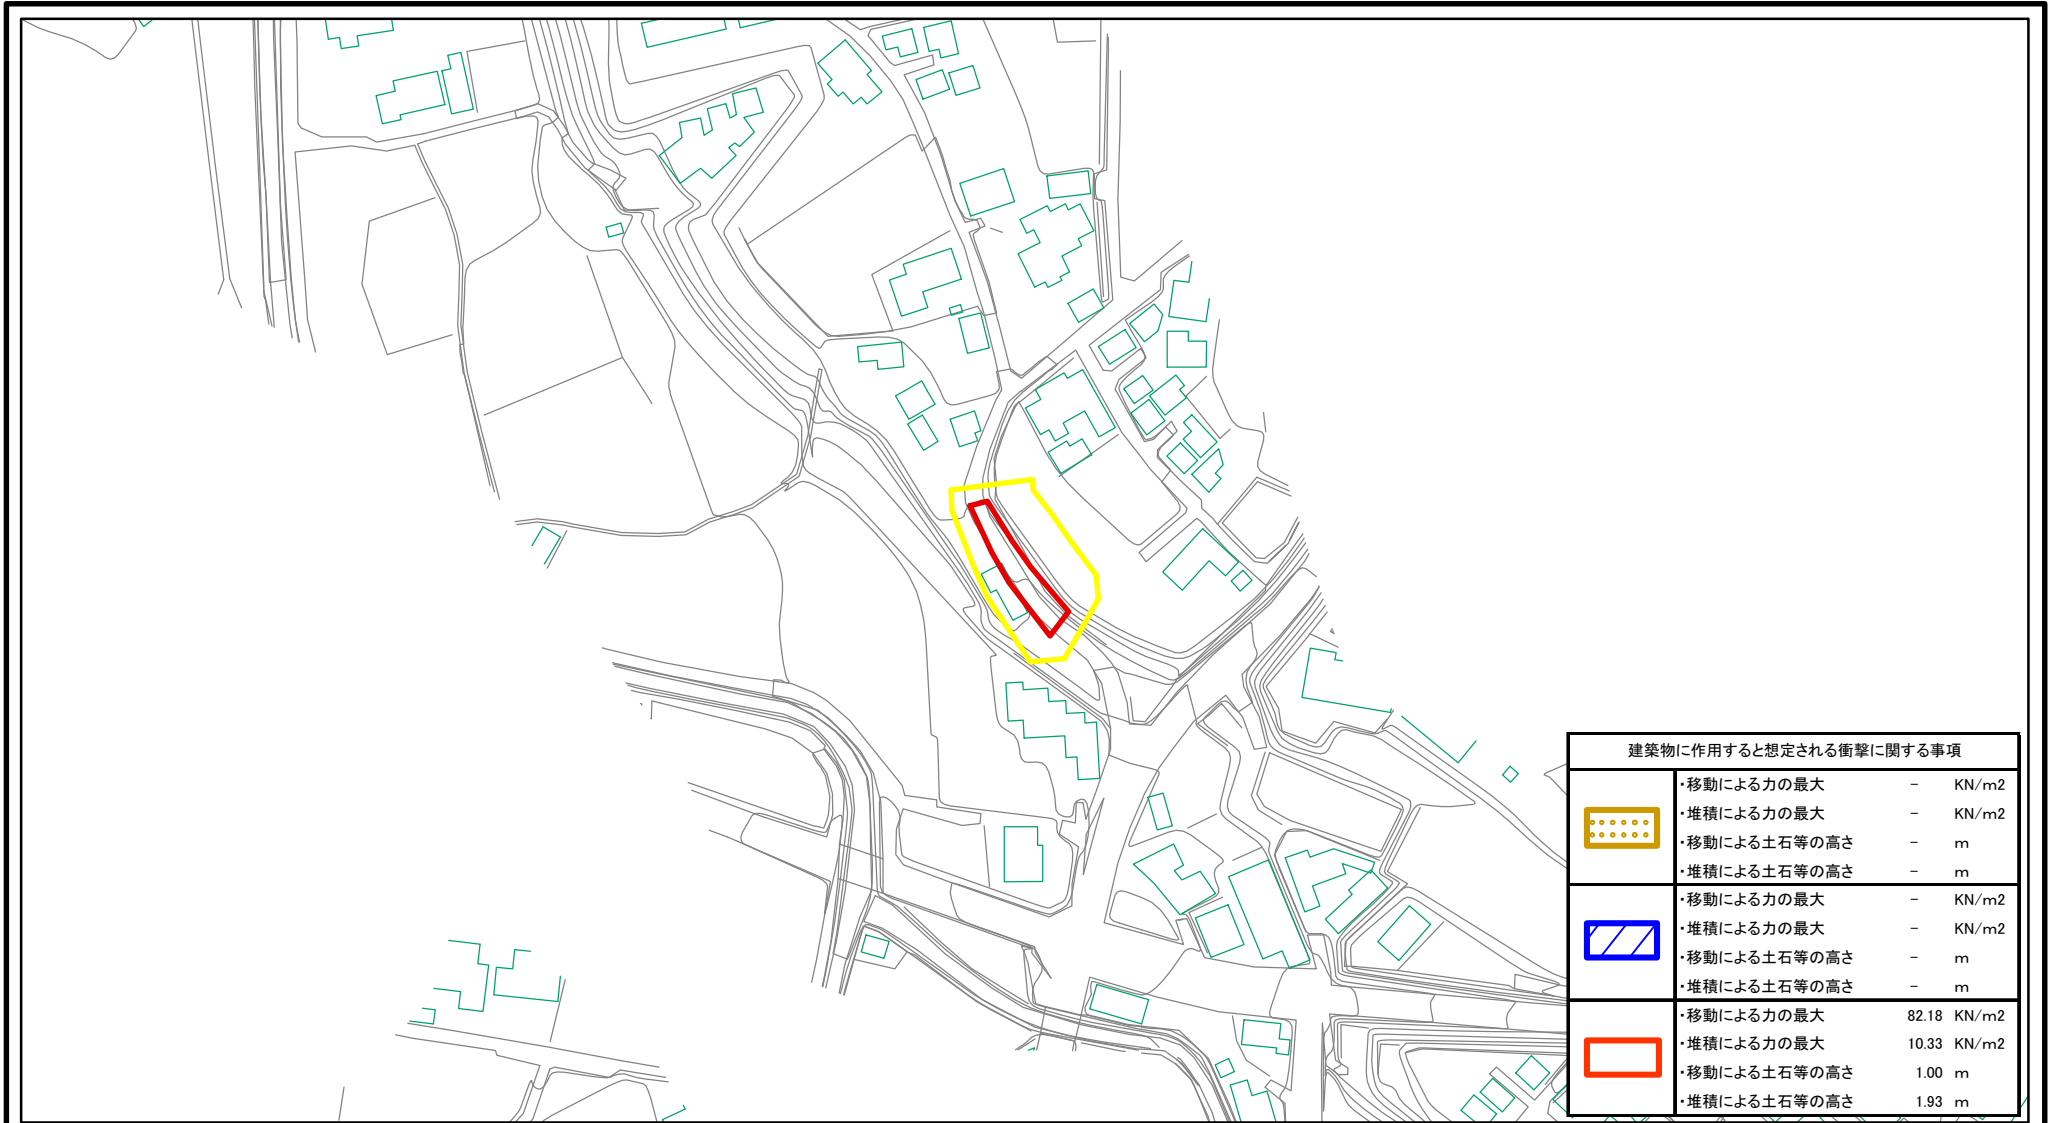 建築物に作用すると想定される衝撃に関する事項
・移動による力の最大 － KN/m2
・堆積による力の最大 － KN/m2
・移動による土石等の高さ － m
・堆積による土石等の高さ － m
・移動による力の最大 － KN/m2
・堆積による力の最大 － KN/m2
・移動による土石等の高さ － m
・堆積による土石等の高さ － m
・移動による力の最大 82.18 KN/m2
・堆積による力の最大 10.33 KN/m2
・移動による土石等の高さ 1.00 m
・堆積による土石等の高さ 1.93 m